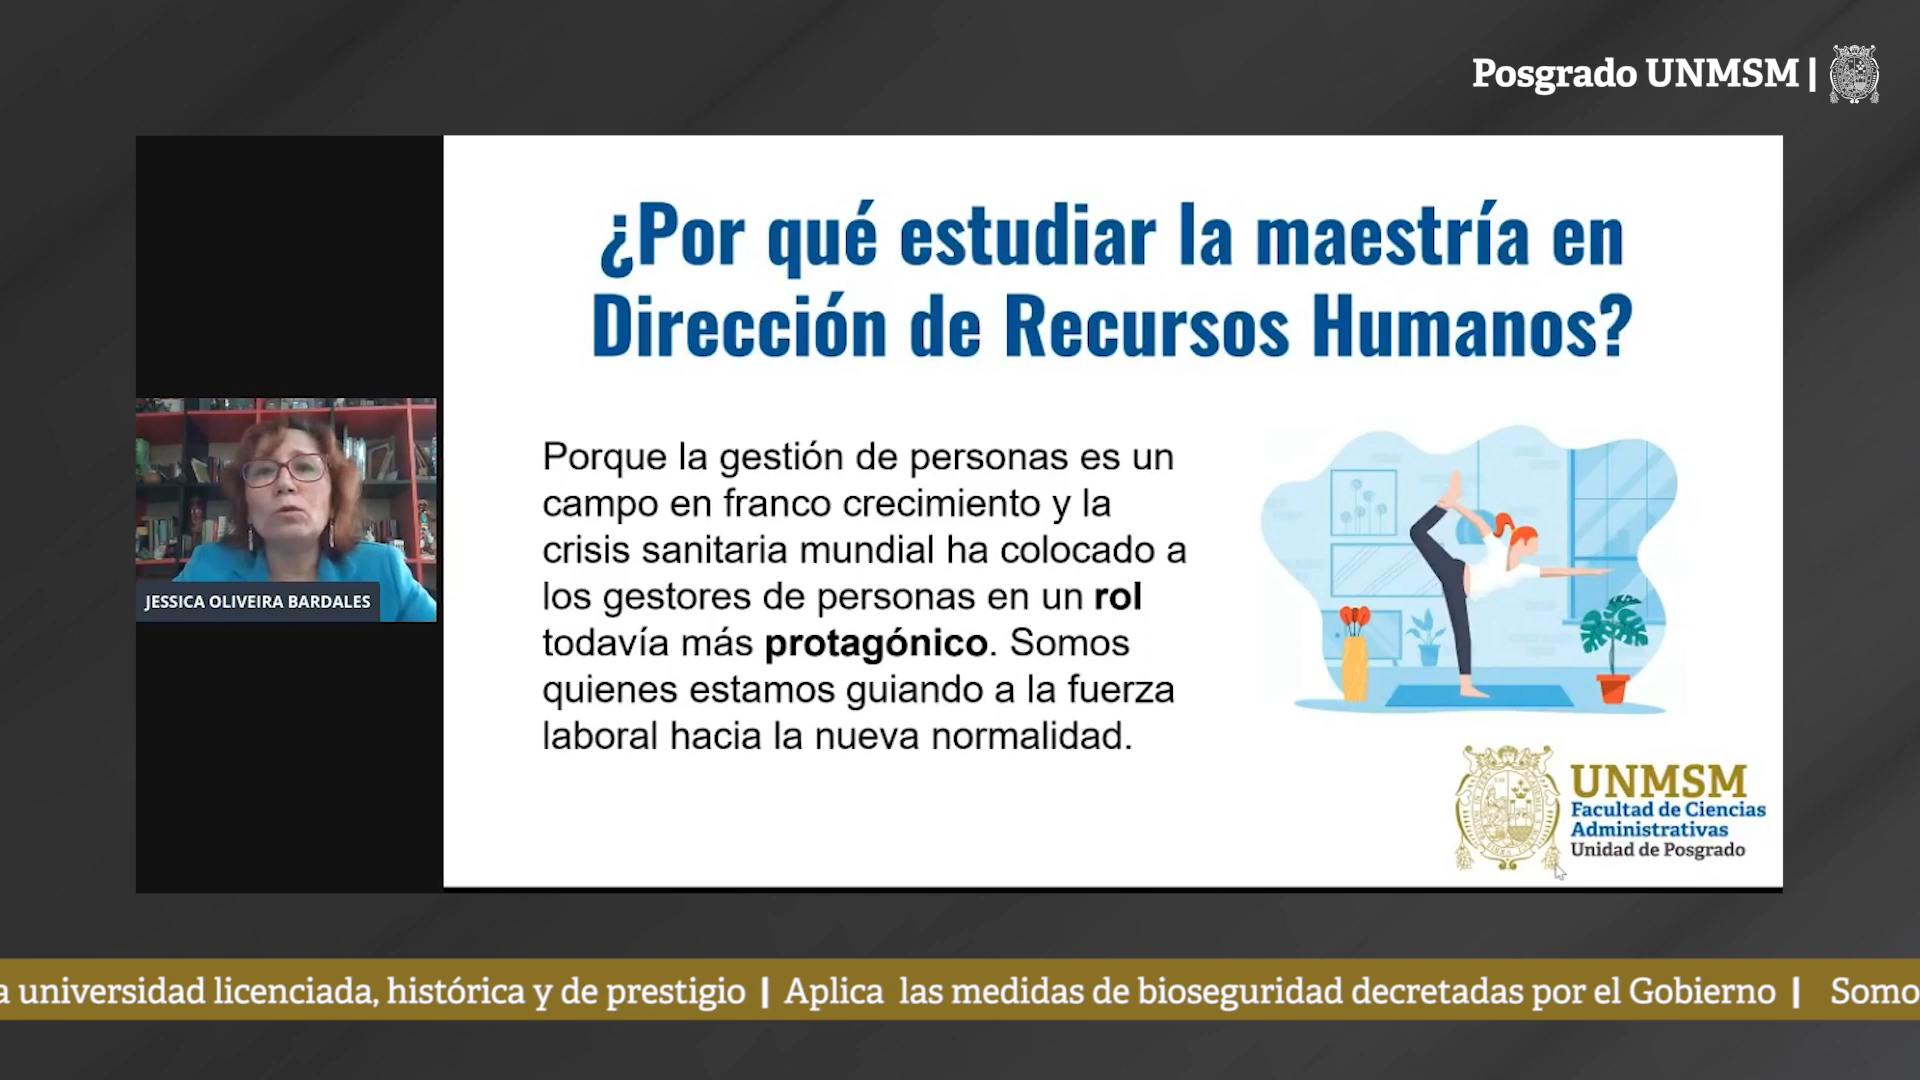 Posgrado UNMSM |
¿Por qué estudiar la maestría en
Dirección de Recursos Humanos?
Porque la gestión de personas es un
campo en franco crecimiento y la
crisis sanitaria mundial ha colocado a
los gestores de personas en un rol
todavía más protagónico. Somos
quienes estamos guiando a la fuerza
laboral hacia la nueva normalidad.
JESSICA OLIVEIRA BARDALES
UNMSM
Facultad de Ciencias
Administrativas
Unidad de Posgrado
a universidad licenciada, histórica y de prestigio | Aplica las medidas de bioseguridad decretadas por el Gobierno | Somo